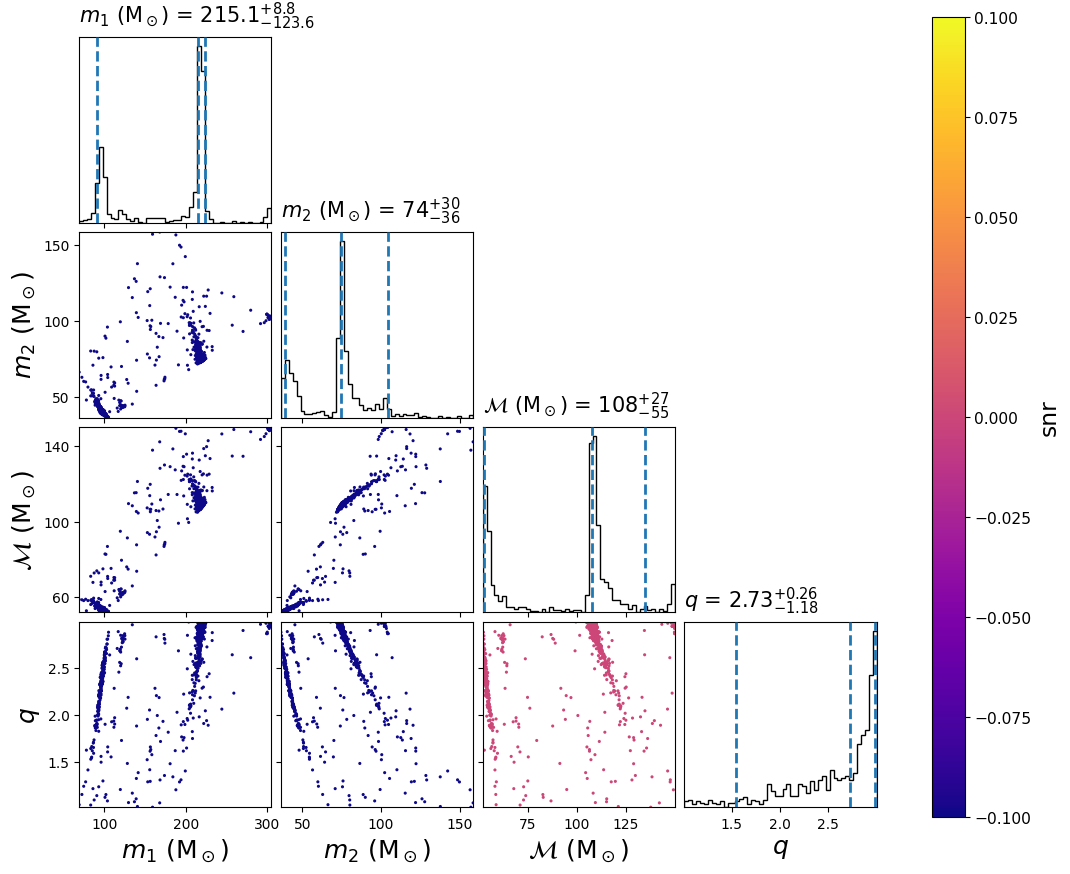 m₁ (M⊙) = 215.1 +8.8 −123.6
0.100
0.075
0.050
0.025
0.000
−0.025
−0.050
−0.075
−0.100
snr
m₂ (M⊙) = 74 +30 −36
150
100
50
m₂ (M⊙)
ℳ (M⊙) = 108 +27 −55
140
100
60
ℳ (M⊙)
q = 2.73 +0.26 −1.18
2.5
2.0
1.5
q
100 200 300
50 100 150
75 100 125
1.5 2.0 2.5
m₁ (M⊙)
m₂ (M⊙)
ℳ (M⊙)
q